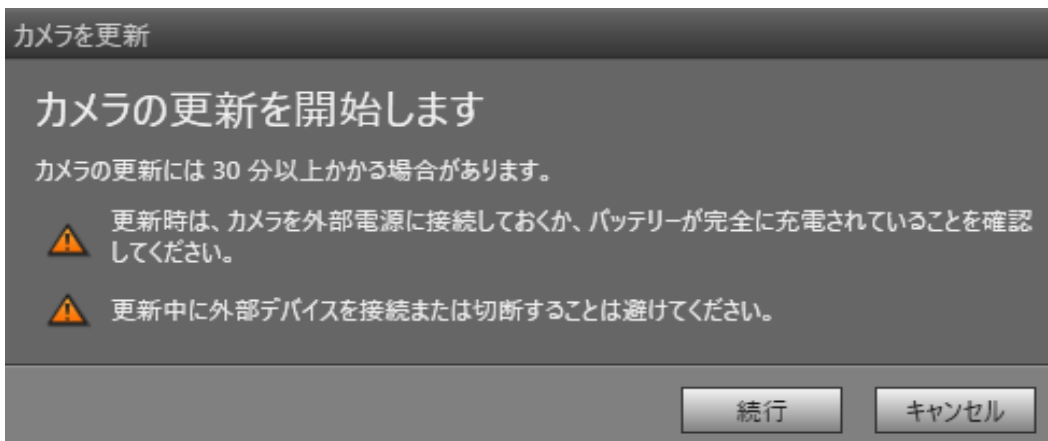 カメラを更新
カメラの更新を開始します
カメラの更新には 30 分以上かかる場合があります。
更新時は、カメラを外部電源に接続しておくか、バッテリーが完全に充電されていることを確認
してください。
更新中に外部デバイスを接続または切断することは避けてください。
続行
キャンセル